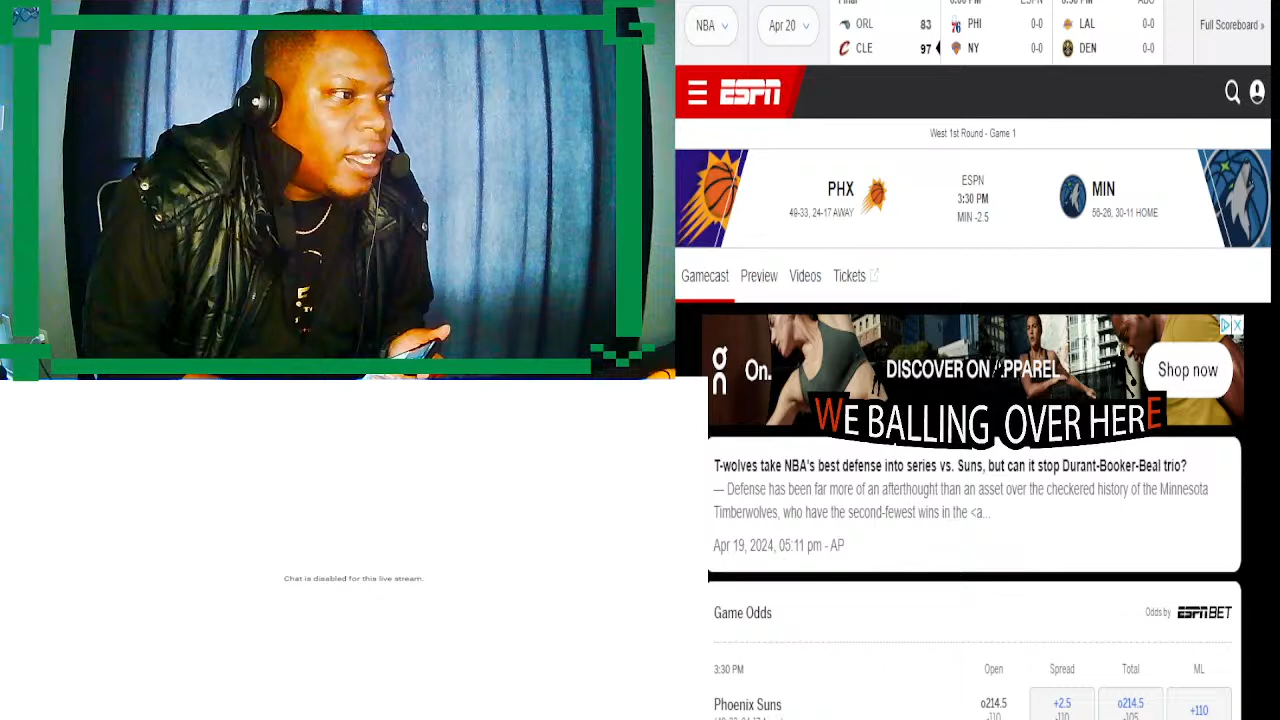 NBA
Apr 20
ORL 83
CLE 97
PHI 0-0
NY 0-0
LAL 0-0
DEN 0-0
Full Scoreboard »
ESPN
West 1st Round - Game 1
PHX
49-33, 24-17 AWAY
ESPN
3:30 PM
MIN -2.5
MIN
56-26, 30-11 HOME
Gamecast Preview Videos Tickets
On.
DISCOVER ON APPAREL
Shop now
WE BALLING OVER HERE
T-wolves take NBA's best defense into series vs. Suns, but can it stop Durant-Booker-Beal trio?
— Defense has been far more of an afterthought than an asset over the checkered history of the Minnesota
Timberwolves, who have the second-fewest wins in the <a...
Apr 19, 2024, 05:11 pm - AP
Chat is disabled for this live stream.
Game Odds
Odds by ESPN BET
3:30 PM Open Spread Total ML
Phoenix Suns o214.5 +2.5 o214.5 +110